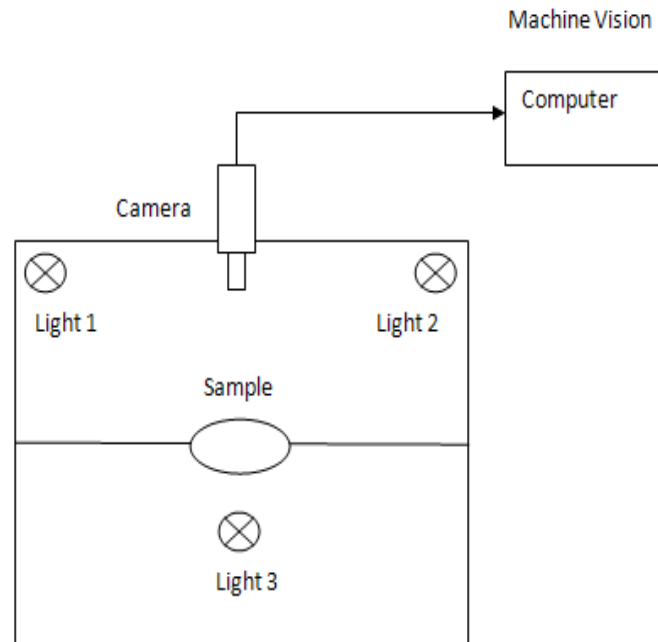 Machine Vision
Computer
Camera
Light 1
Light 2
Sample
Light 3